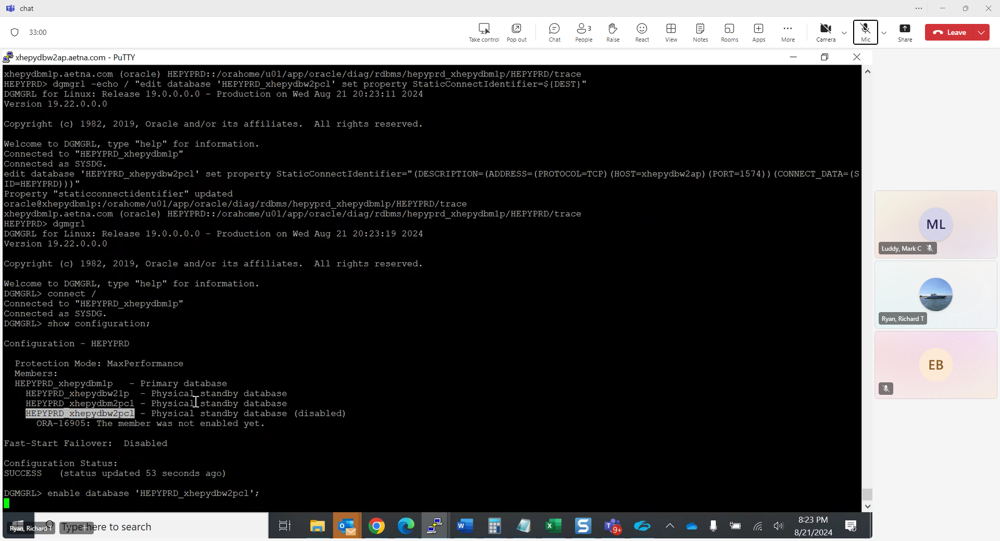 chat
33:00
Take control
Pop out
Chat
3
People
Raise
React
View
Notes
Rooms
Apps
More
Camera
Mic
Share
Leave
xhepydbw2ap.aetna.com - PuTTY
xhepydbm1p.aetna.com (oracle) HEPYPRD::/orahome/u01/app/oracle/diag/rdbms/hepyprd_xhepydbm1p/HEPYPRD/trace
HEPYPRD> dgmgrl -echo / "edit database 'HEPYPRD_xhepydbw2pcl' set property StaticConnectIdentifier=${DEST}"
DGMGRL for Linux: Release 19.0.0.0.0 - Production on Wed Aug 21 20:23:11 2024
Version 19.22.0.0.0
Copyright (c) 1982, 2019, Oracle and/or its affiliates.  All rights reserved.
Welcome to DGMGRL, type "help" for information.
Connected to "HEPYPRD_xhepydbm1p"
Connected as SYSDG.
edit database 'HEPYPRD_xhepydbw2pcl' set property StaticConnectIdentifier="(DESCRIPTION=(ADDRESS=(PROTOCOL=TCP)(HOST=xhepydbw2ap)(PORT=1574))(CONNECT_DATA=(S
ID=HEPYPRD)))"
Property "staticconnectidentifier" updated
oracle@xhepydbm1p:/orahome/u01/app/oracle/diag/rdbms/hepyprd_xhepydbm1p/HEPYPRD/trace
xhepydbm1p.aetna.com (oracle) HEPYPRD::/orahome/u01/app/oracle/diag/rdbms/hepyprd_xhepydbm1p/HEPYPRD/trace
HEPYPRD> dgmgrl
DGMGRL for Linux: Release 19.0.0.0.0 - Production on Wed Aug 21 20:23:19 2024
Version 19.22.0.0.0
Copyright (c) 1982, 2019, Oracle and/or its affiliates.  All rights reserved.
Welcome to DGMGRL, type "help" for information.
DGMGRL> connect /
Connected to "HEPYPRD_xhepydbm1p"
Connected as SYSDG.
DGMGRL> show configuration;
Configuration - HEPYPRD
Protection Mode: MaxPerformance
Members:
HEPYPRD_xhepydbm1p   - Primary database
HEPYPRD_xhepydbw21p  - Physical standby database
HEPYPRD_xhepydbm2pcl - Physical standby database
HEPYPRD_xhepydbw2pcl - Physical standby database (disabled)
ORA-16905: The member was not enabled yet.
Fast-Start Failover:  Disabled
Configuration Status:
SUCCESS   (status updated 53 seconds ago)
DGMGRL> enable database 'HEPYPRD_xhepydbw2pcl';
ML
Luddy, Mark C
Ryan, Richard T
EB
Ryan, Richard T
Type here to search
9+
8:23 PM
8/21/2024